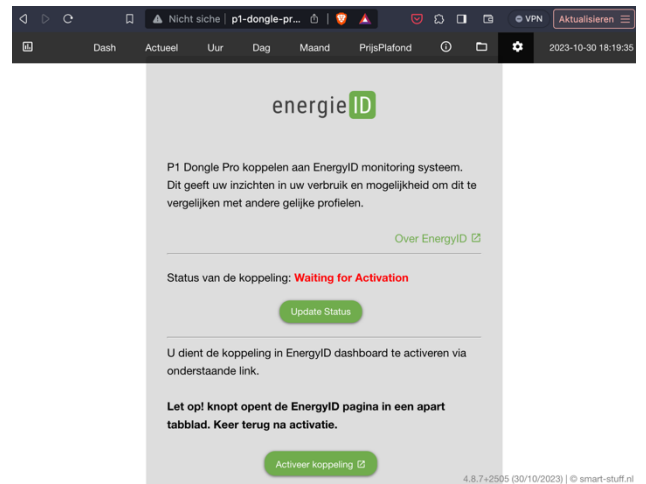 Nicht siche | p1-dongle-pr... VPN Aktualisieren
Dash Actueel Uur Dag Maand PrijsPlafond 2023-10-30 18:19:35
energieID
P1 Dongle Pro koppelen aan EnergyID monitoring systeem.
Dit geeft uw inzichten in uw verbruik en mogelijkheid om dit te
vergelijken met andere gelijke profielen.
Over EnergyID
Status van de koppeling: Waiting for Activation
Update Status
U dient de koppeling in EnergyID dashboard te activeren via
onderstaande link.
Let op! knopt opent de EnergyID pagina in een apart
tabblad. Keer terug na activatie.
Activeer koppeling
4.8.7+2505 (30/10/2023) | © smart-stuff.nl